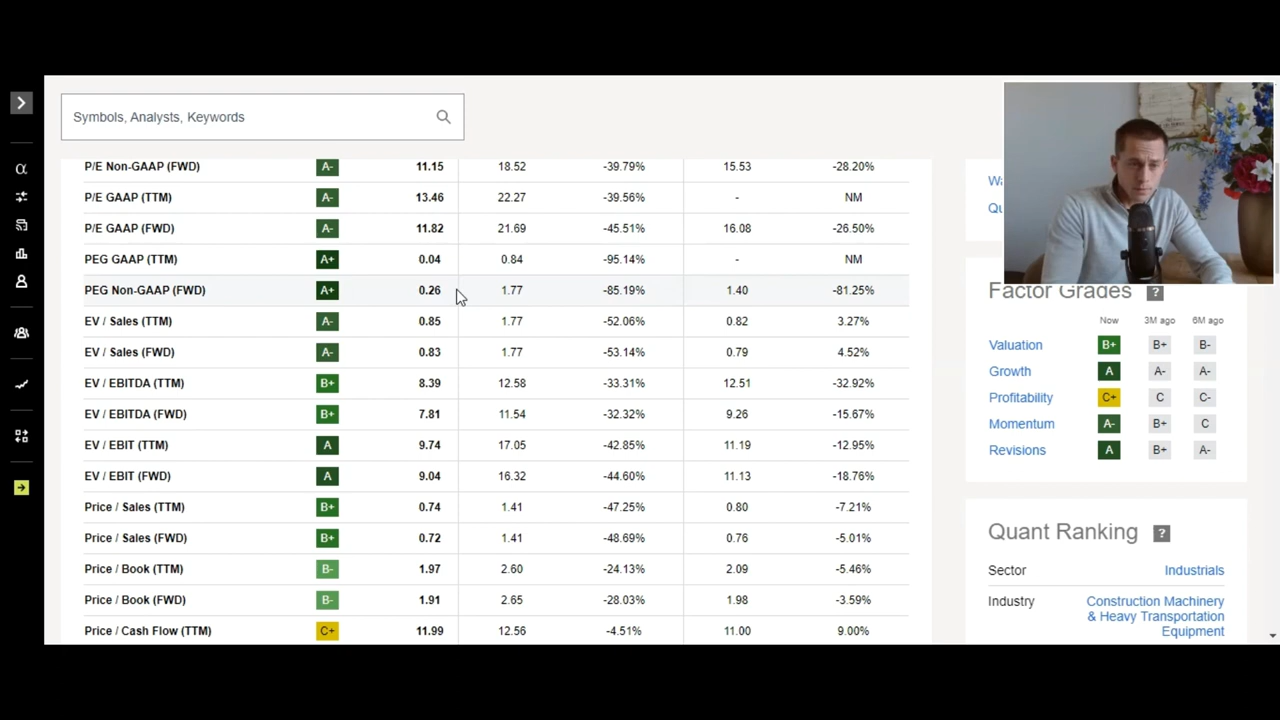 Symbols, Analysts, Keywords
P/E Non-GAAP (FWD) A- 11.15 18.52 -39.79% 15.53 -28.20%
P/E GAAP (TTM) A- 13.46 22.27 -39.56% - NM
P/E GAAP (FWD) A- 11.82 21.69 -45.51% 16.08 -26.50%
PEG GAAP (TTM) A+ 0.04 0.84 -95.14% - NM
PEG Non-GAAP (FWD) A+ 0.26 1.77 -85.19% 1.40 -81.25%
EV / Sales (TTM) A- 0.85 1.77 -52.06% 0.82 3.27%
EV / Sales (FWD) A- 0.83 1.77 -53.14% 0.79 4.52%
EV / EBITDA (TTM) B+ 8.39 12.58 -33.31% 12.51 -32.92%
EV / EBITDA (FWD) B+ 7.81 11.54 -32.32% 9.26 -15.67%
EV / EBIT (TTM) A 9.74 17.05 -42.85% 11.19 -12.95%
EV / EBIT (FWD) A 9.04 16.32 -44.60% 11.13 -18.76%
Price / Sales (TTM) B+ 0.74 1.41 -47.25% 0.80 -7.21%
Price / Sales (FWD) B+ 0.72 1.41 -48.69% 0.76 -5.01%
Price / Book (TTM) B- 1.97 2.60 -24.13% 2.09 -5.46%
Price / Book (FWD) B- 1.91 2.65 -28.03% 1.98 -3.59%
Price / Cash Flow (TTM) C+ 11.99 12.56 -4.51% 11.00 9.00%
Factor Grades ?
Now 3M ago 6M ago
Valuation B+ B+ B-
Growth A A- A-
Profitability C+ C C-
Momentum A- B+ C
Revisions A B+ A-
Quant Ranking ?
Sector Industrials
Industry Construction Machinery
& Heavy Transportation
Equipment